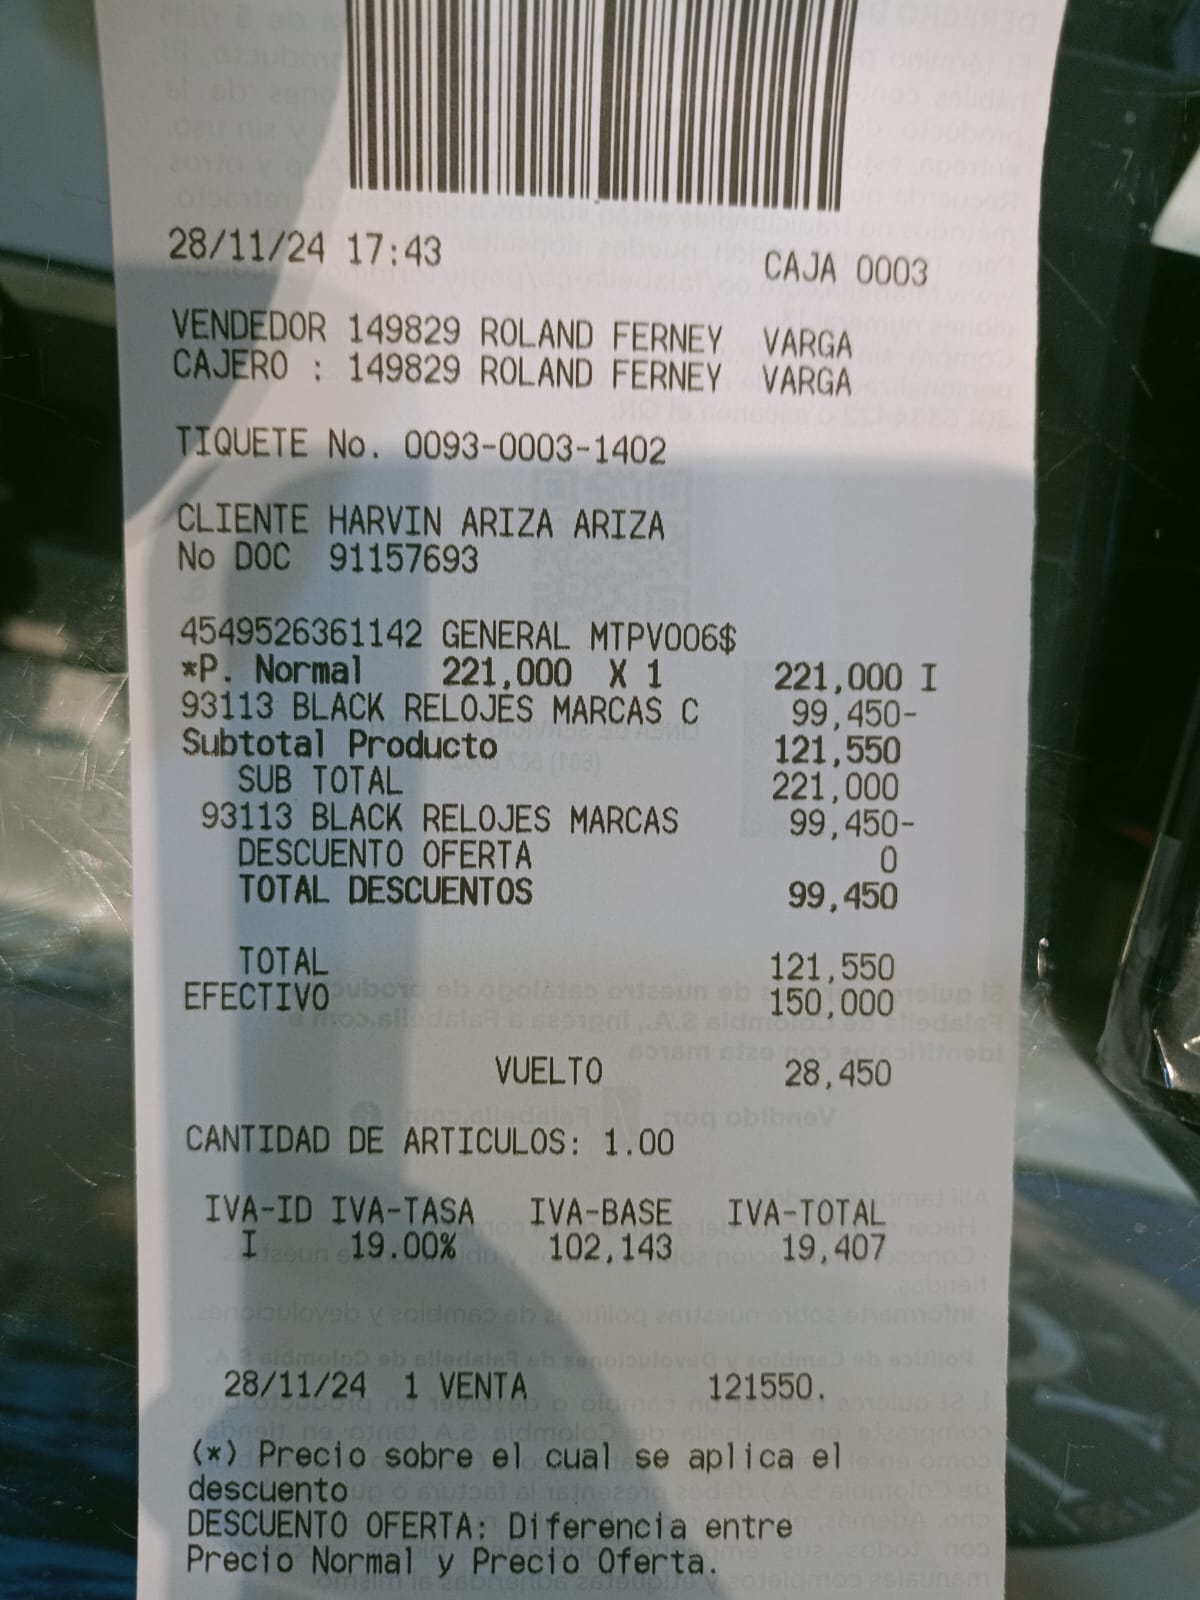 28/11/24 17:43 CAJA 0003
VENDEDOR 149829 ROLAND FERNEY VARGA
CAJERO : 149829 ROLAND FERNEY VARGA
TIQUETE No. 0093-0003-1402
CLIENTE HARVIN ARIZA ARIZA
No DOC 91157693
4549526361142 GENERAL MTPV006$
*P. Normal 221,000 X 1 221,000 I
93113 BLACK RELOJES MARCAS C 99,450-
Subtotal Producto 121,550
SUB TOTAL 221,000
93113 BLACK RELOJES MARCAS 99,450-
DESCUENTO OFERTA 0
TOTAL DESCUENTOS 99,450
TOTAL 121,550
EFECTIVO 150,000
VUELTO 28,450
CANTIDAD DE ARTICULOS: 1.00
IVA-ID IVA-TASA IVA-BASE IVA-TOTAL
I 19.00% 102,143 19,407
28/11/24 1 VENTA 121550.
(*) Precio sobre el cual se aplica el
descuento
DESCUENTO OFERTA: Diferencia entre
Precio Normal y Precio Oferta.